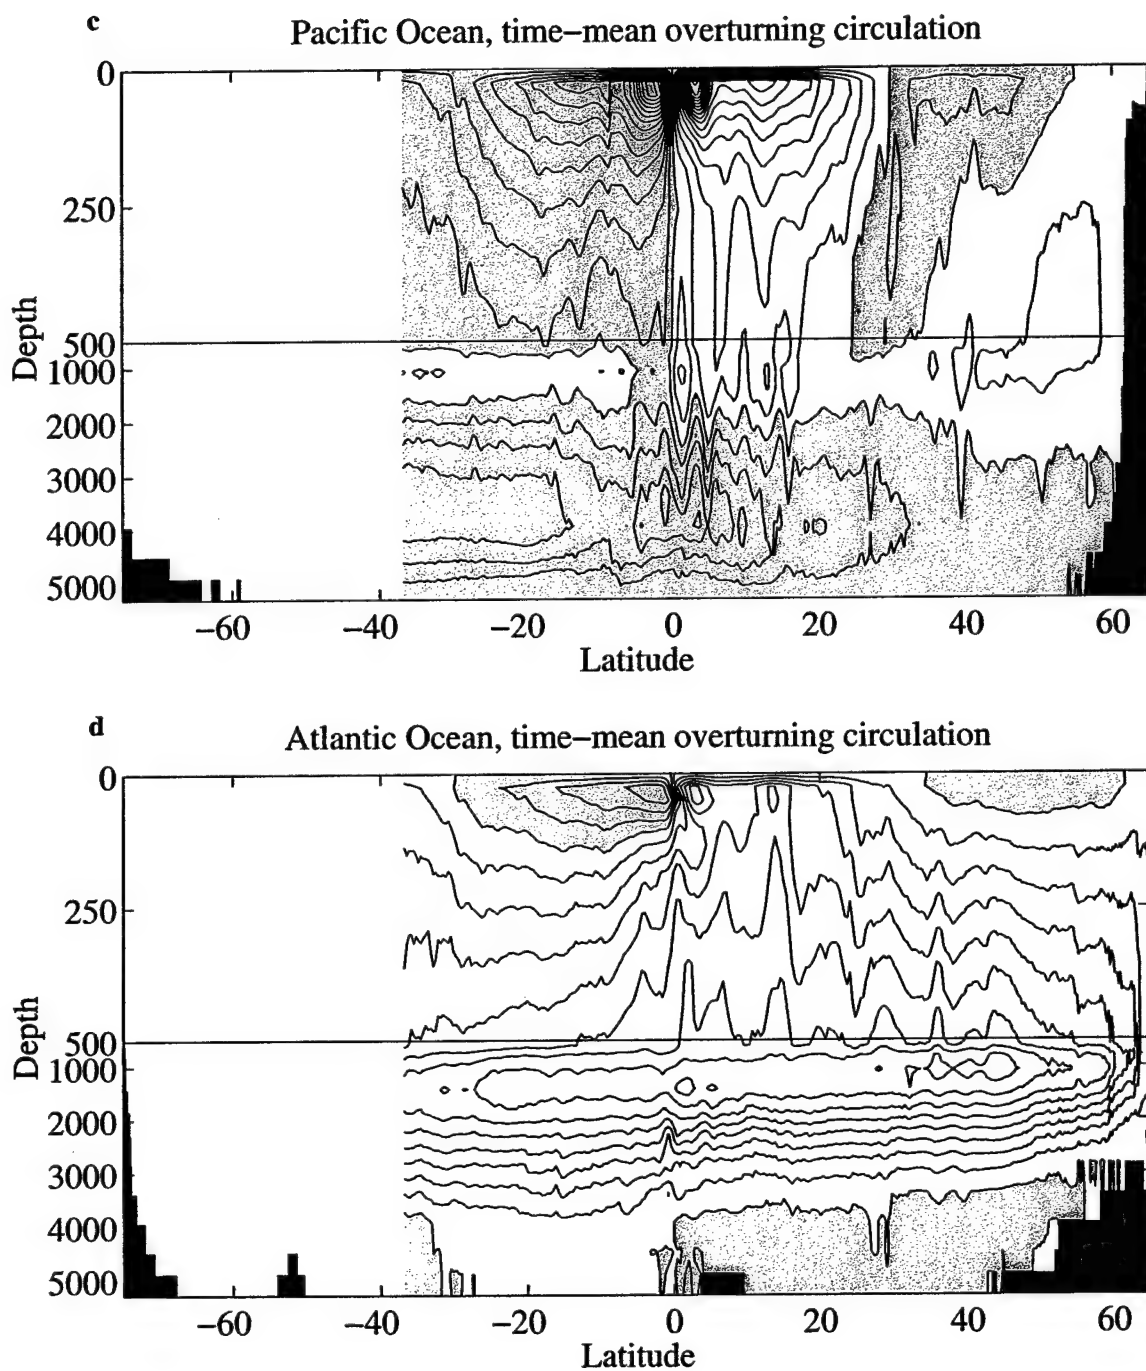 c
Pacific Ocean, time−mean overturning circulation
0
250
500
1000
2000
3000
4000
5000
Depth
−60 −40 −20 0 20 40 60
Latitude
d
Atlantic Ocean, time−mean overturning circulation
0
250
500
1000
2000
3000
4000
5000
Depth
−60 −40 −20 0 20 40 60
Latitude